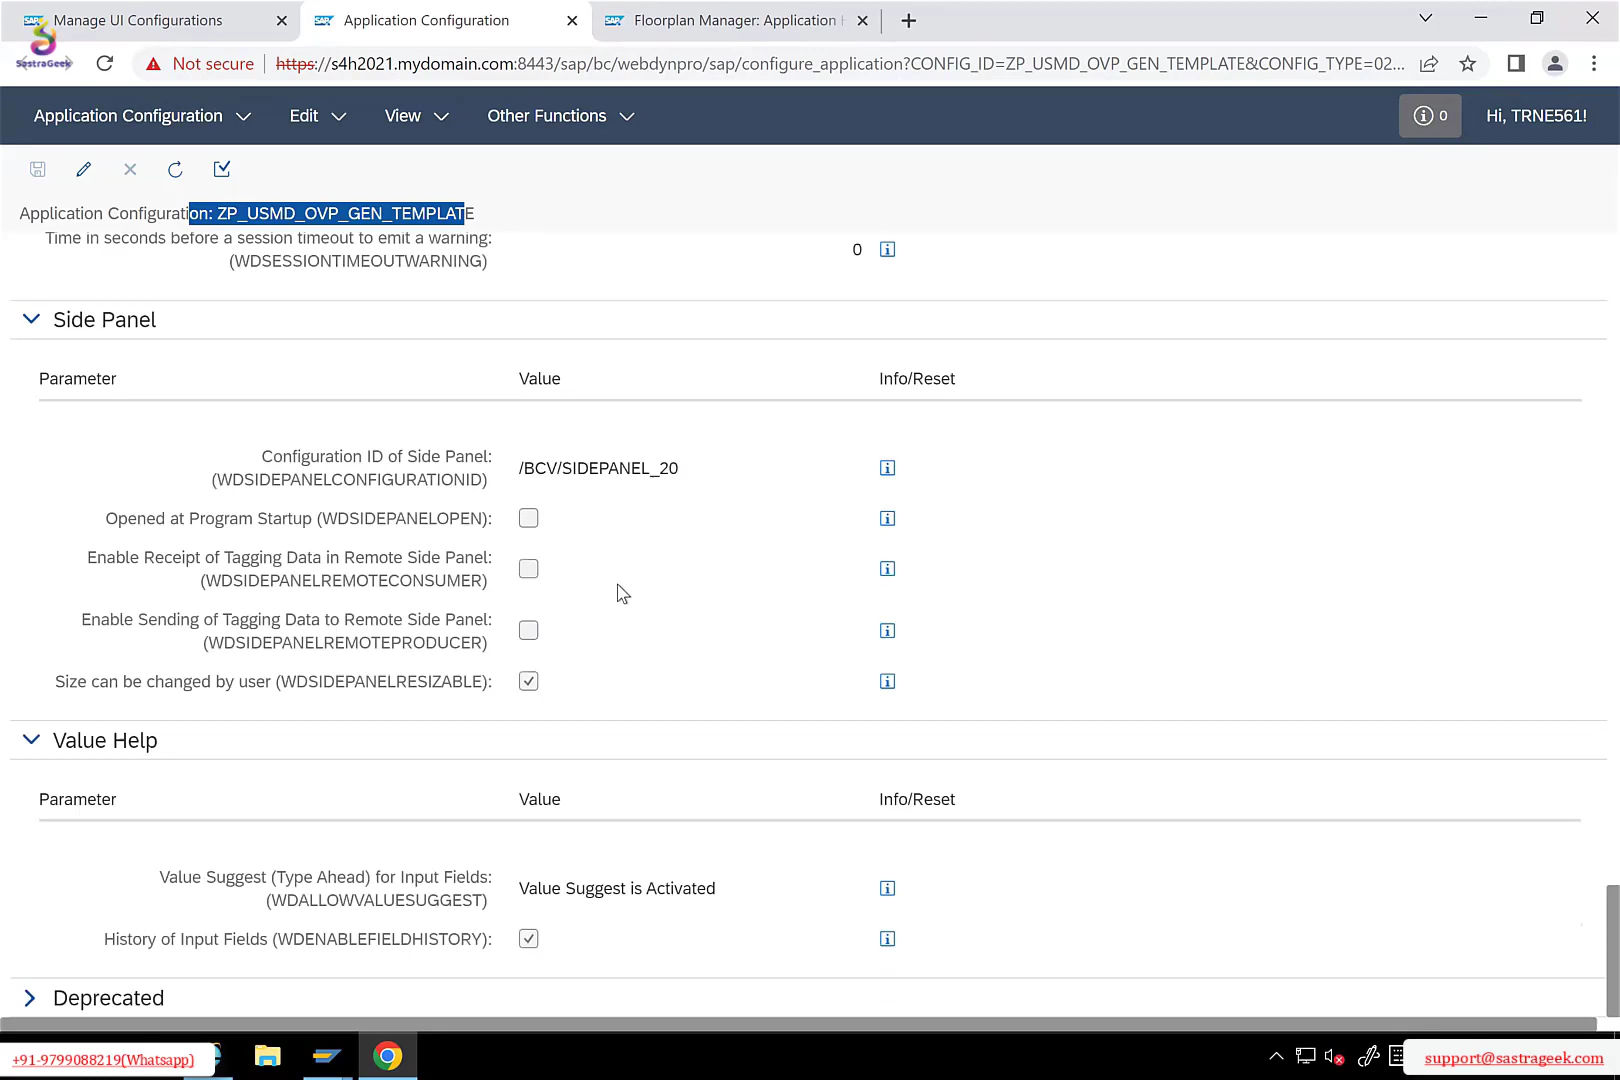 Manage UI Configurations
Application Configuration
Floorplan Manager: Application
SastraGeek
Not secure
https://s4h2021.mydomain.com:8443/sap/bc/webdynpro/sap/configure_application?CONFIG_ID=ZP_USMD_OVP_GEN_TEMPLATE&CONFIG_TYPE=02...
Application Configuration
Edit
View
Other Functions
0
Hi, TRNE561!
Application Configuration: ZP_USMD_OVP_GEN_TEMPLATE
Time in seconds before a session timeout to emit a warning:
(WDSESSIONTIMEOUTWARNING)
0
Side Panel
Parameter
Value
Info/Reset
Configuration ID of Side Panel:
(WDSIDEPANELCONFIGURATIONID)
/BCV/SIDEPANEL_20
Opened at Program Startup (WDSIDEPANELOPEN):
Enable Receipt of Tagging Data in Remote Side Panel:
(WDSIDEPANELREMOTECONSUMER)
Enable Sending of Tagging Data to Remote Side Panel:
(WDSIDEPANELREMOTEPRODUCER)
Size can be changed by user (WDSIDEPANELRESIZABLE):
Value Help
Parameter
Value
Info/Reset
Value Suggest (Type Ahead) for Input Fields:
(WDALLOWVALUESUGGEST)
Value Suggest is Activated
History of Input Fields (WDENABLEFIELDHISTORY):
Deprecated
+91-9799088219(Whatsapp)
support@sastrageek.com